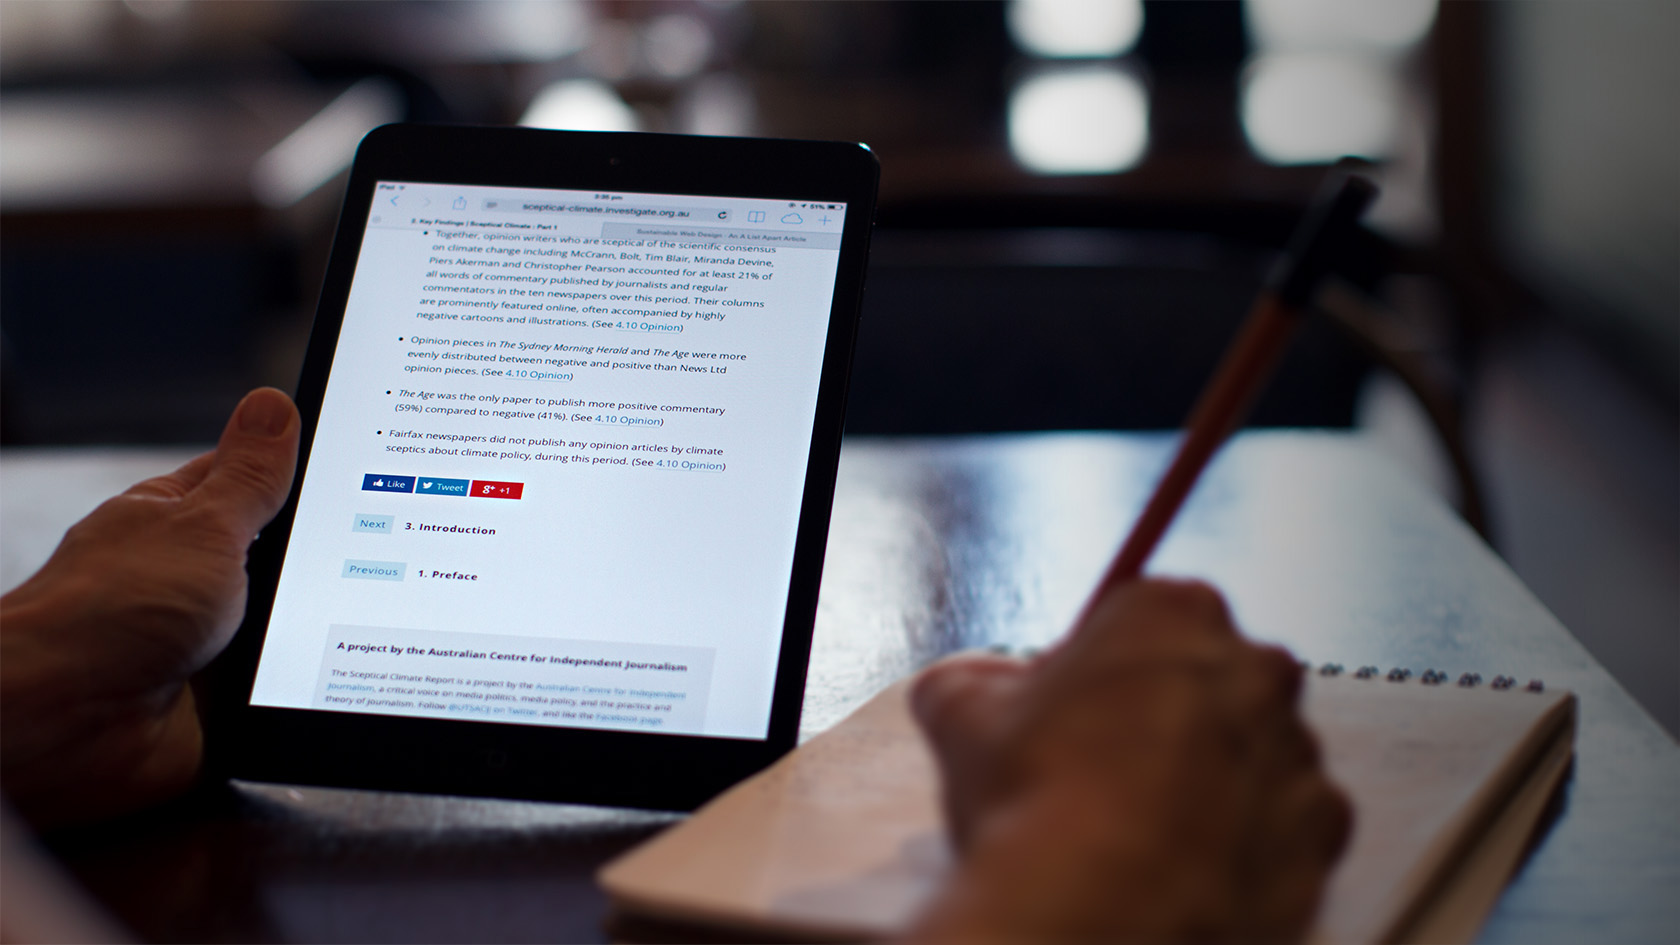 iPad
5:35 pm
51%
sceptical-climate.investigate.org.au
2. Key Findings | Sceptical Climate : Part 1
Sustainable Web Design · An A List Apart Article
• Together, opinion writers who are sceptical of the scientific consensus
on climate change including McCrann, Bolt, Tim Blair, Miranda Devine,
Piers Akerman and Christopher Pearson accounted for at least 21% of
all words of commentary published by journalists and regular
commentators in the ten newspapers over this period. Their columns
are prominently featured online, often accompanied by highly
negative cartoons and illustrations. (See 4.10 Opinion)
• Opinion pieces in The Sydney Morning Herald and The Age were more
evenly distributed between negative and positive than News Ltd
opinion pieces. (See 4.10 Opinion)
• The Age was the only paper to publish more positive commentary
(59%) compared to negative (41%). (See 4.10 Opinion)
• Fairfax newspapers did not publish any opinion articles by climate
sceptics about climate policy, during this period. (See 4.10 Opinion)
Like Tweet g+ +1
Next 3. Introduction
Previous 1. Preface
A project by the Australian Centre for Independent Journalism
The Sceptical Climate Report is a project by the Australian Centre for Independent
Journalism, a critical voice on media politics, media policy, and the practice and
theory of journalism. Follow @UTSACIJ on Twitter, and like the Facebook page